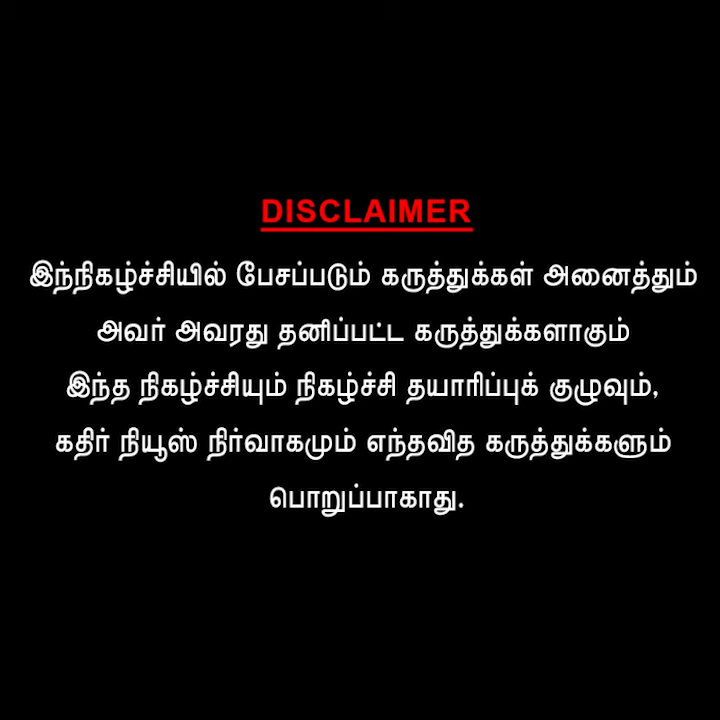 DISCLAIMER
இந்நிகழ்ச்சியில் பேசப்படும் கருத்துக்கள் அனைத்தும்
அவர் அவரது தனிப்பட்ட கருத்துக்களாகும்
இந்த நிகழ்ச்சியும் நிகழ்ச்சி தயாரிப்புக் குழுவும்,
கதிர் நியூஸ் நிர்வாகமும் எந்தவித கருத்துக்களும்
பொறுப்பாகாது.